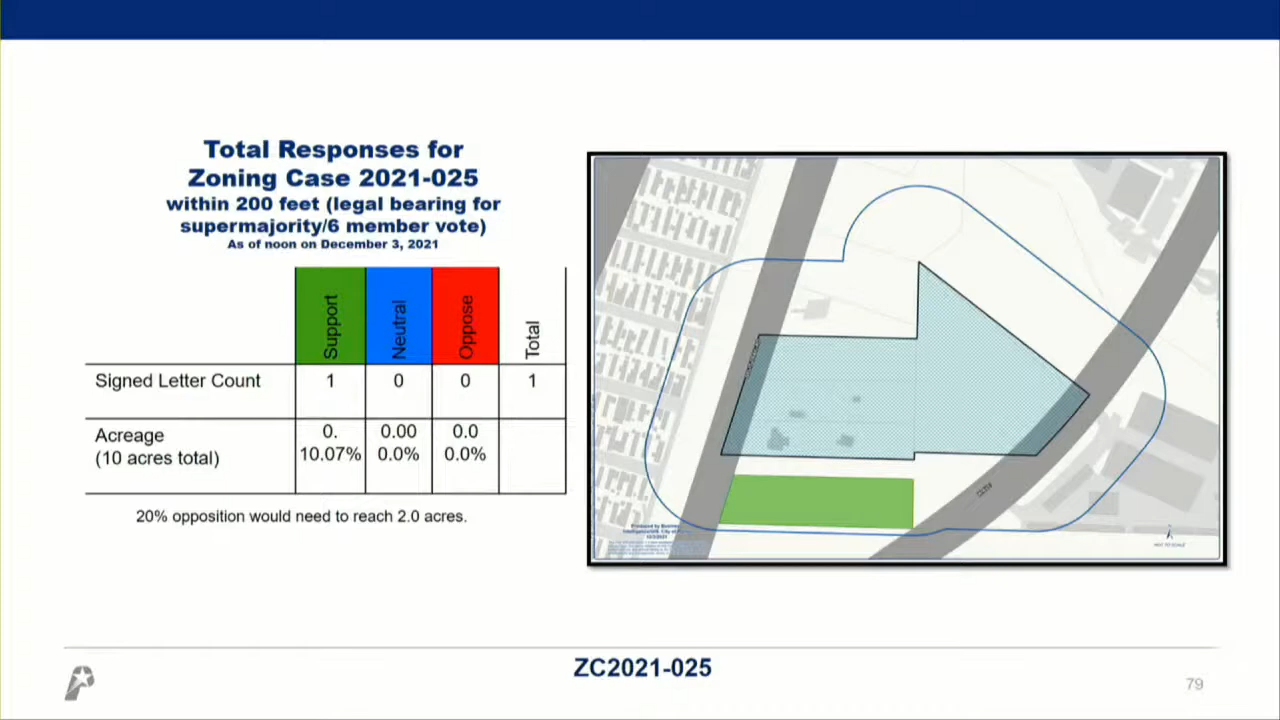 Total Responses for
Zoning Case 2021-025
within 200 feet (legal bearing for
supermajority/6 member vote)
As of noon on December 3, 2021
Support
Neutral
Oppose
Total
Signed Letter Count 1 0 0 1
Acreage 0. 0.00 0.0
(10 acres total) 10.07% 0.0% 0.0%
20% opposition would need to reach 2.0 acres.
NOT TO SCALE
ZC2021-025
79